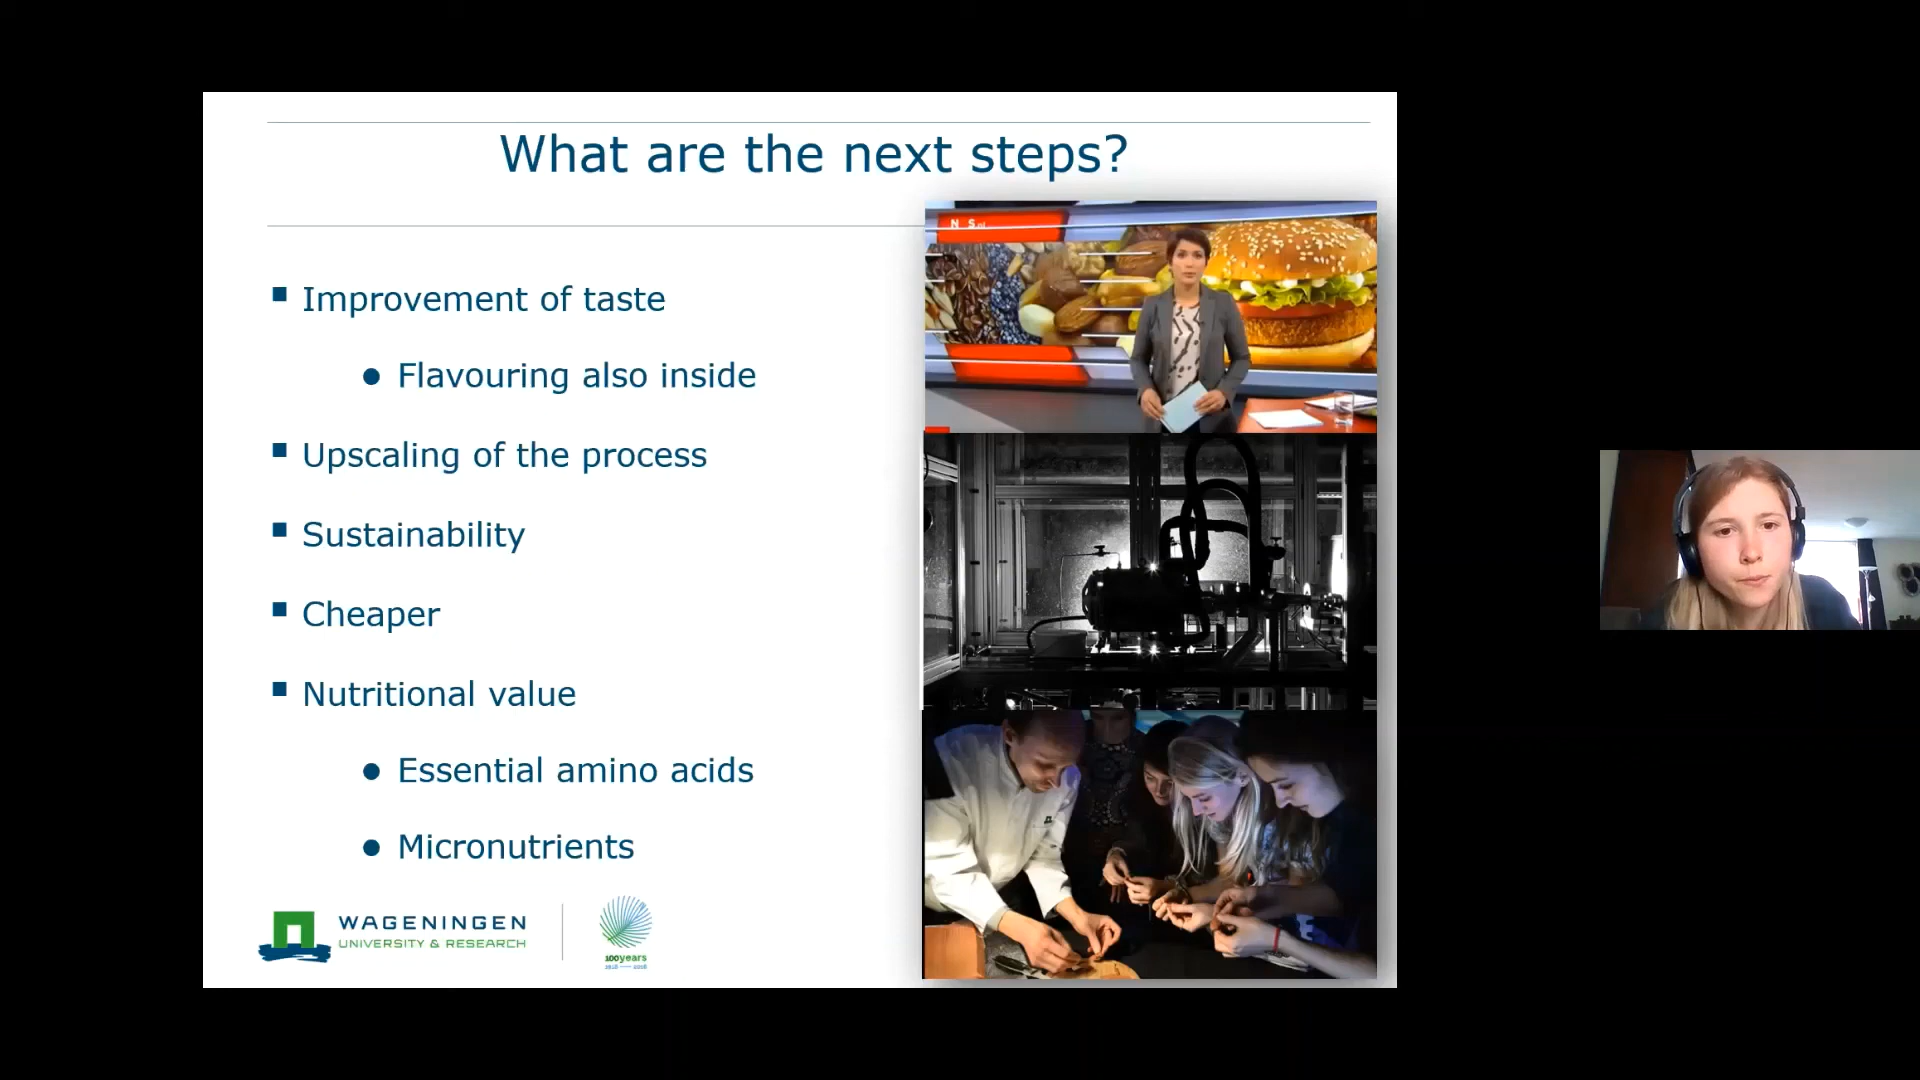 What are the next steps?
Improvement of taste
Flavouring also inside
Upscaling of the process
Sustainability
Cheaper
Nutritional value
Essential amino acids
Micronutrients
WAGENINGEN
UNIVERSITY & RESEARCH
100years